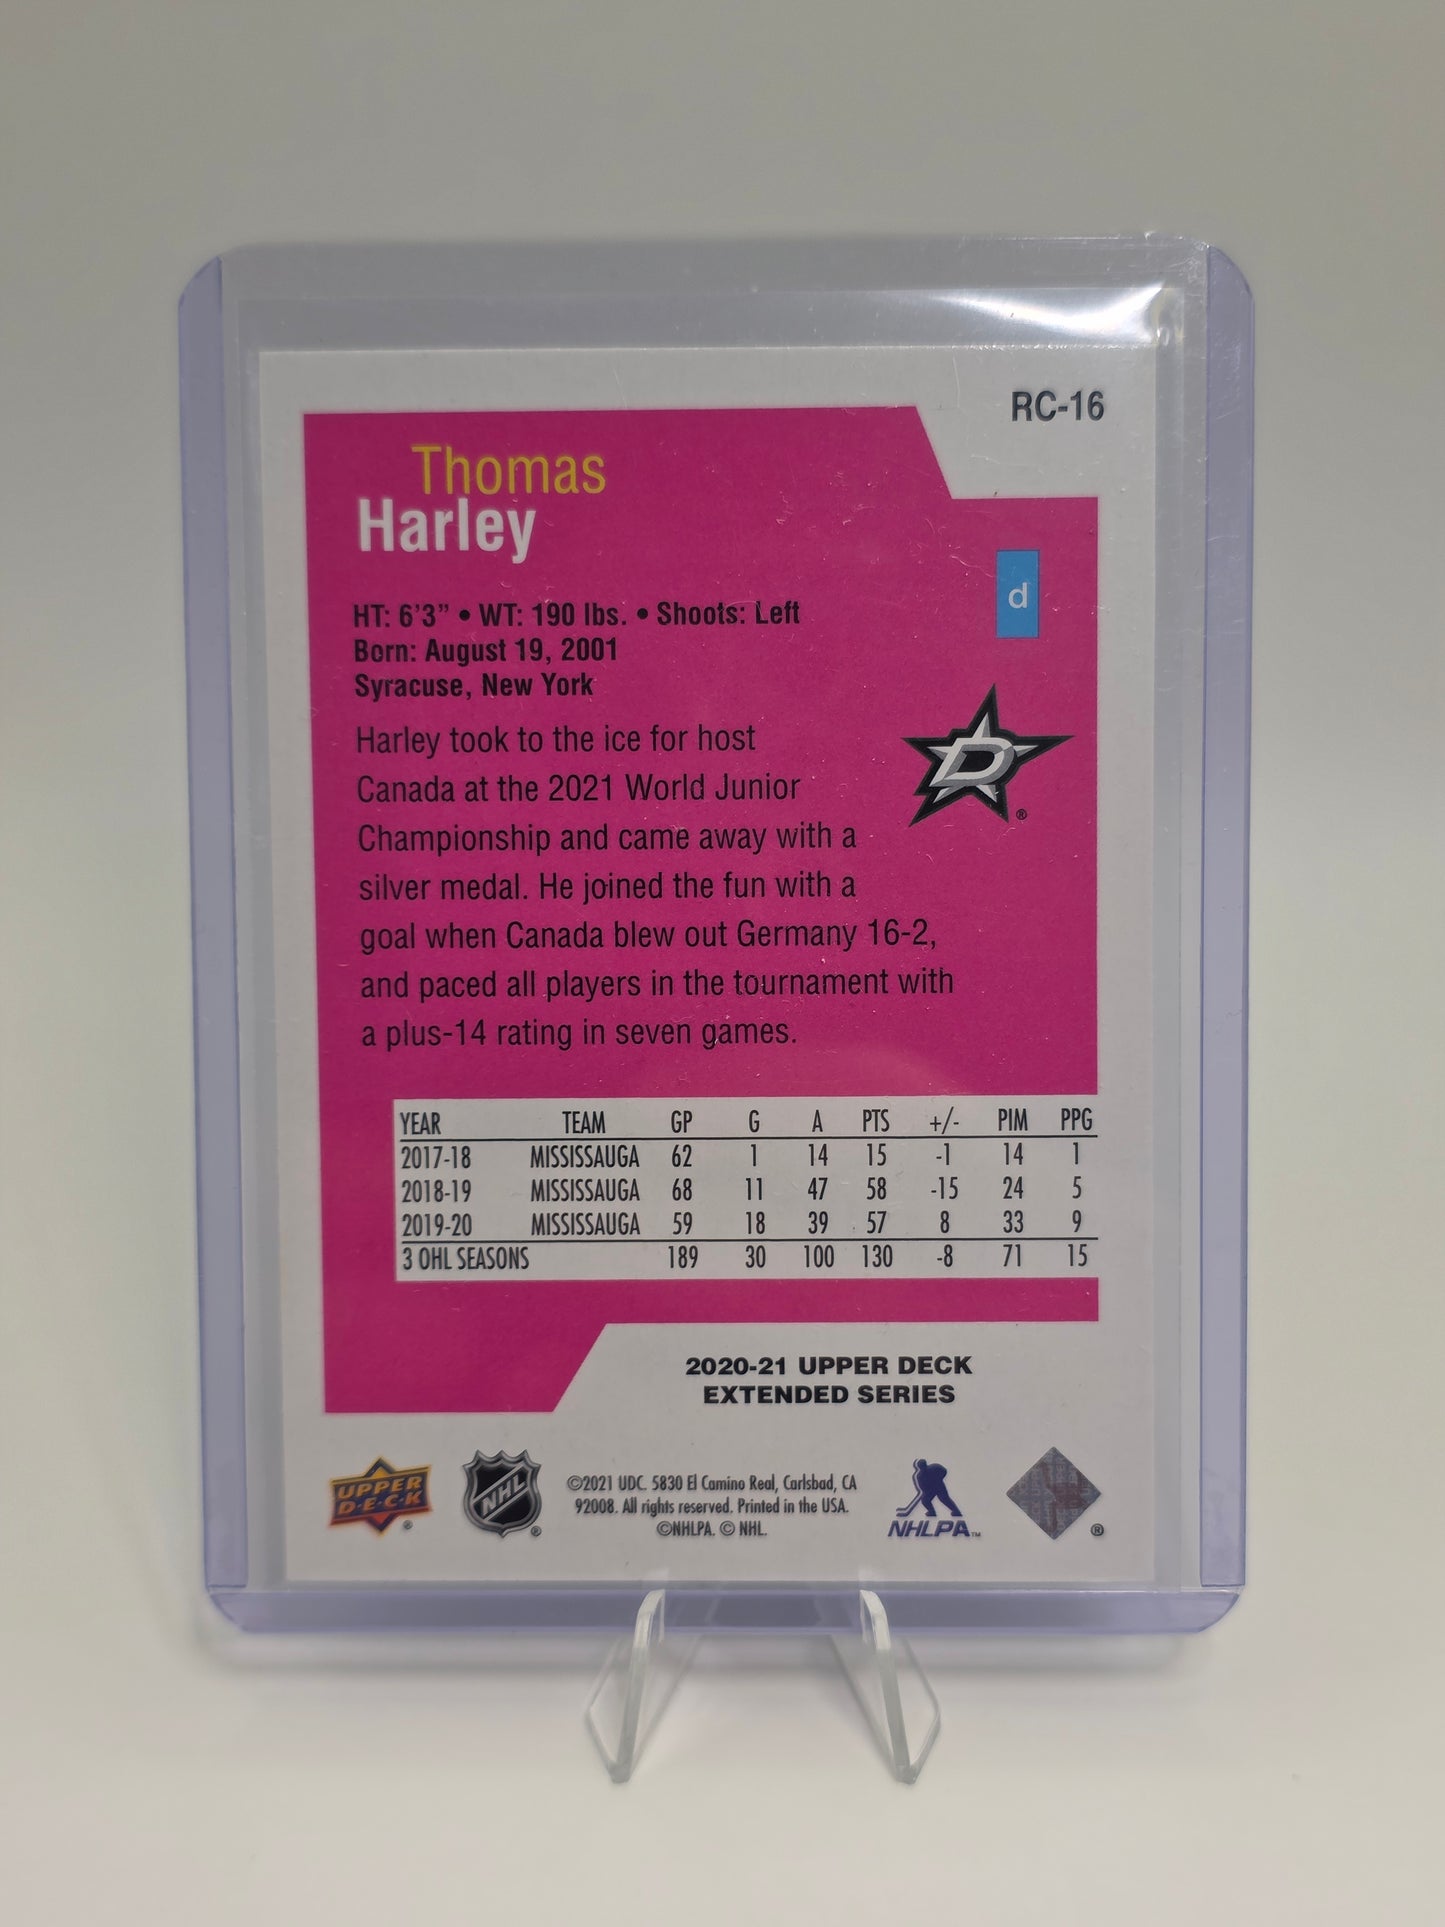 RC-16
Thomas
Harley
d
HT: 6'3" • WT: 190 lbs. • Shoots: Left
Born: August 19, 2001
Syracuse, New York
Harley took to the ice for host
Canada at the 2021 World Junior
Championship and came away with a
silver medal. He joined the fun with a
goal when Canada blew out Germany 16-2,
and paced all players in the tournament with
a plus-14 rating in seven games.
D ®
YEAR TEAM GP G A PTS +/- PIM PPG
2017-18 MISSISSAUGA 62 1 14 15 -1 14 1
2018-19 MISSISSAUGA 68 11 47 58 -15 24 5
2019-20 MISSISSAUGA 59 18 39 57 8 33 9
3 OHL SEASONS 189 30 100 130 -8 71 15
2020-21 UPPER DECK
EXTENDED SERIES
UPPER
D·E·C·K ®
NHL ®
©2021 UDC. 5830 El Camino Real, Carlsbad, CA
92008. All rights reserved. Printed in the USA.
©NHLPA. © NHL.
NHLPA™
®